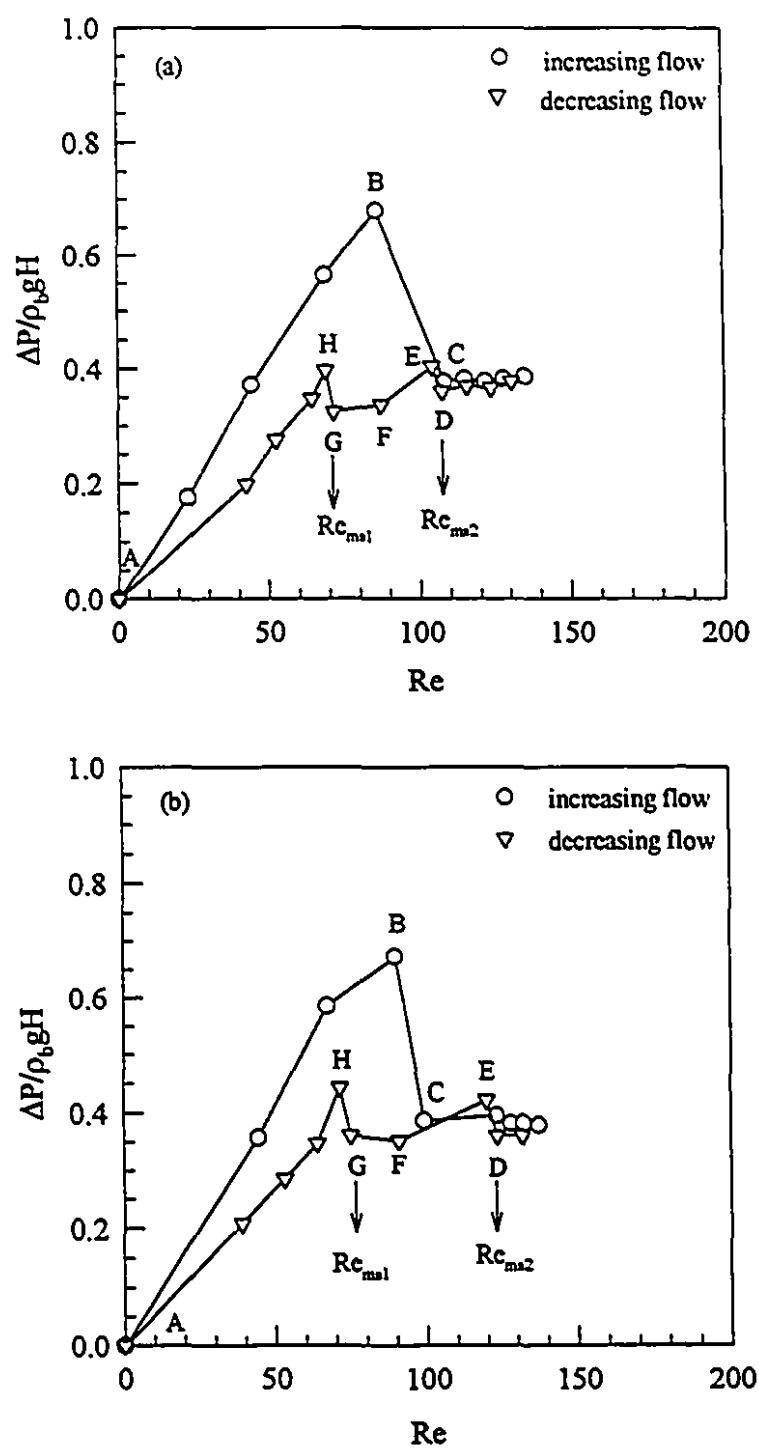 1.0
(a)
increasing flow
decreasing flow
0.8
B
0.6
ΔP/ρbgH
H
E
C
0.4
G
F
D
0.2
Rems1
Rems2
A
0.0
0
50
100
150
200
Re
1.0
(b)
increasing flow
decreasing flow
0.8
B
0.6
ΔP/ρbgH
H
E
C
0.4
G
F
D
0.2
Rems1
Rems2
A
0.0
0
50
100
150
200
Re